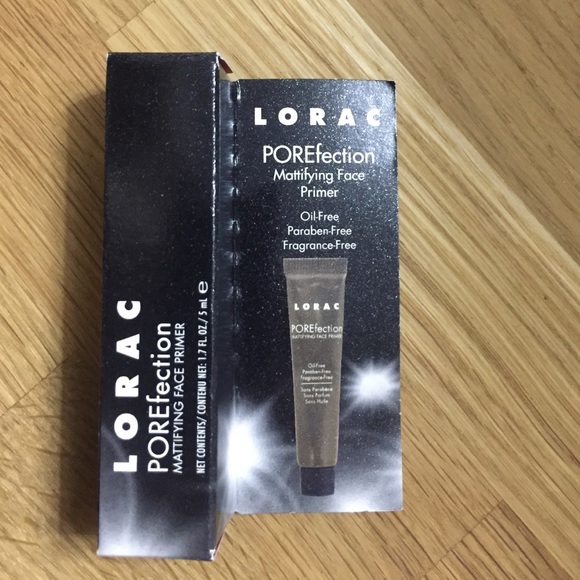 LORAC
POREfection
MATTIFYING FACE PRIMER
NET CONTENTS/CONTENU NET: 1.7 FL.OZ./5 mL ℮
LORAC
POREfection
Mattifying Face
Primer
Oil-Free
Paraben-Free
Fragrance-Free
LORAC
POREfection
MATTIFYING FACE PRIMER
Oil-Free
Paraben-Free
Fragrance-Free
Sans Parabène
Sans Parfum
Sans Huile